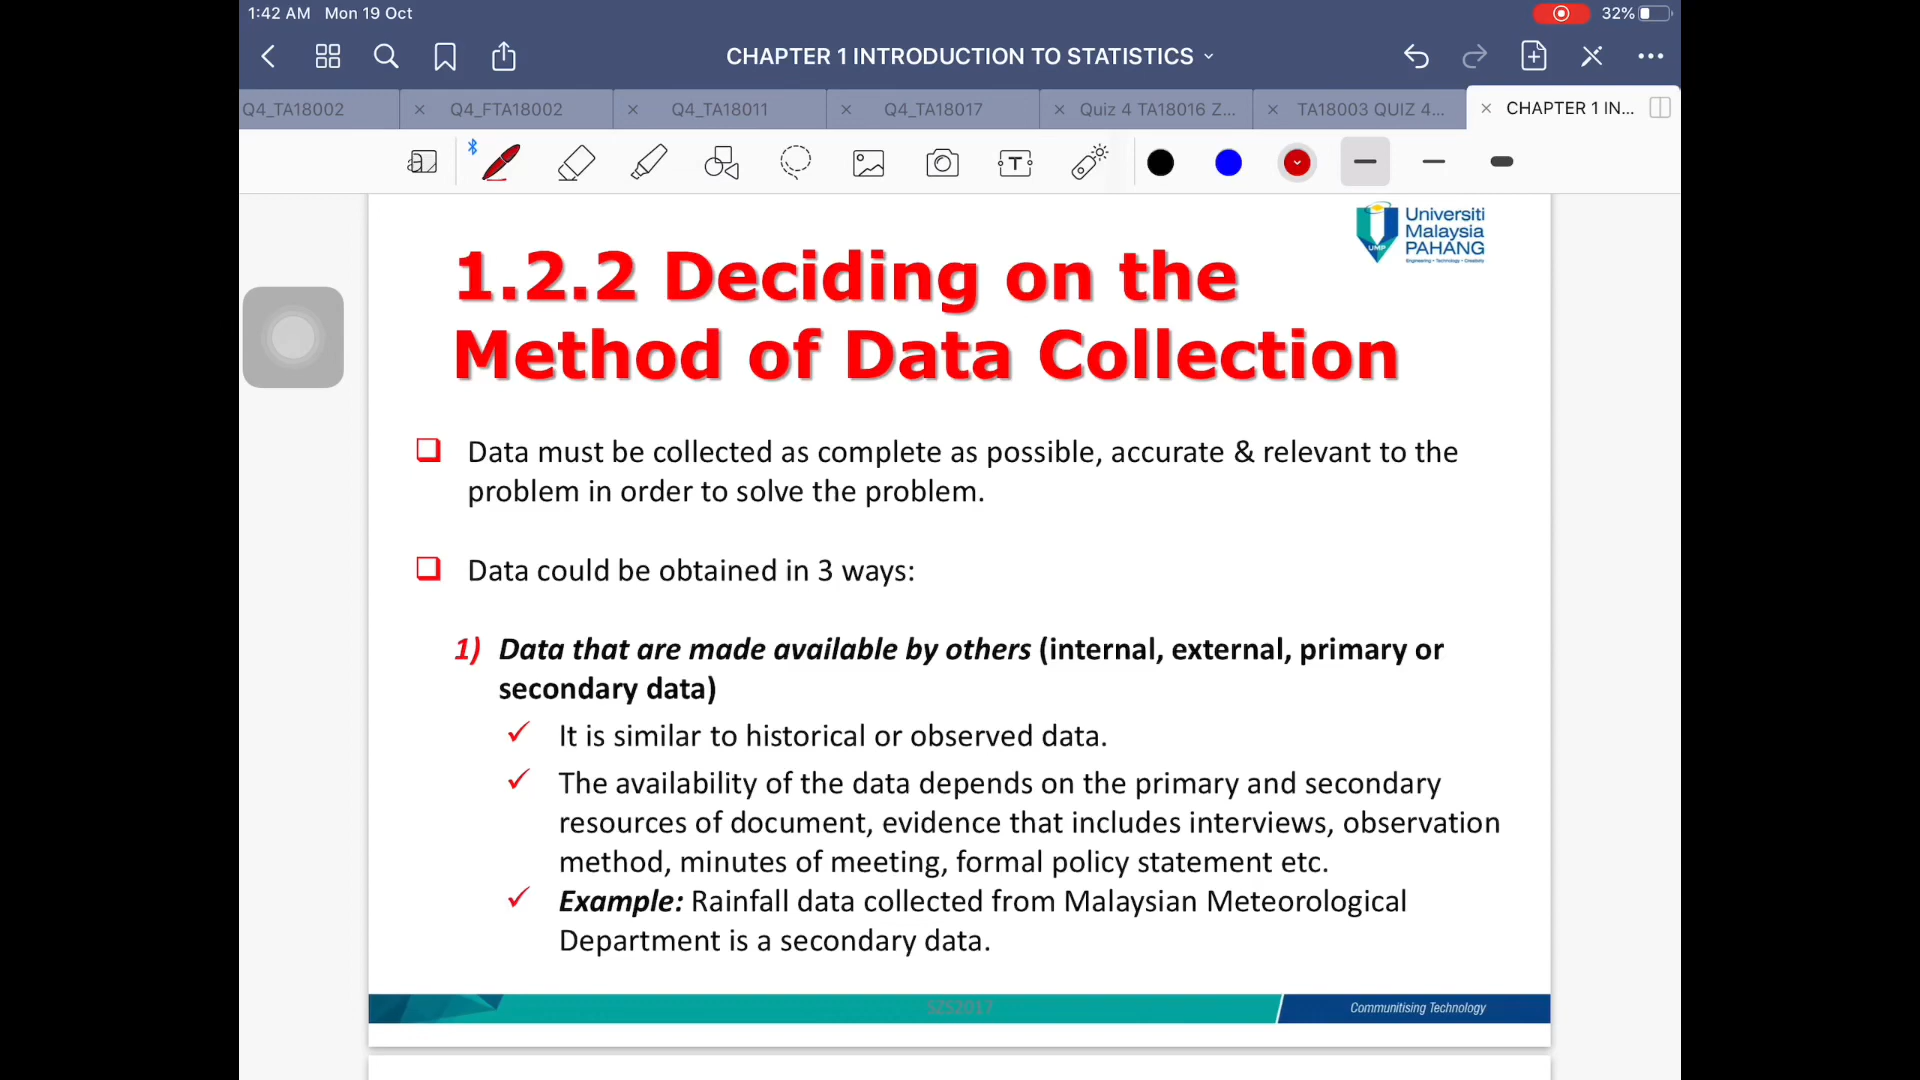 1:42 AM Mon 19 Oct
32%
CHAPTER 1 INTRODUCTION TO STATISTICS
Q4_TA18002
Q4_FTA18002
Q4_TA18011
Q4_TA18017
Quiz 4 TA18016 Z...
TA18003 QUIZ 4...
CHAPTER 1 IN...
Universiti
Malaysia
PAHANG
UMP
Engineering • Technology • Creativity
1.2.2 Deciding on the
Method of Data Collection
Data must be collected as complete as possible, accurate & relevant to the
problem in order to solve the problem.
Data could be obtained in 3 ways:
1) Data that are made available by others (internal, external, primary or
secondary data)
It is similar to historical or observed data.
The availability of the data depends on the primary and secondary
resources of document, evidence that includes interviews, observation
method, minutes of meeting, formal policy statement etc.
Example: Rainfall data collected from Malaysian Meteorological
Department is a secondary data.
SZS2017
Communitising Technology